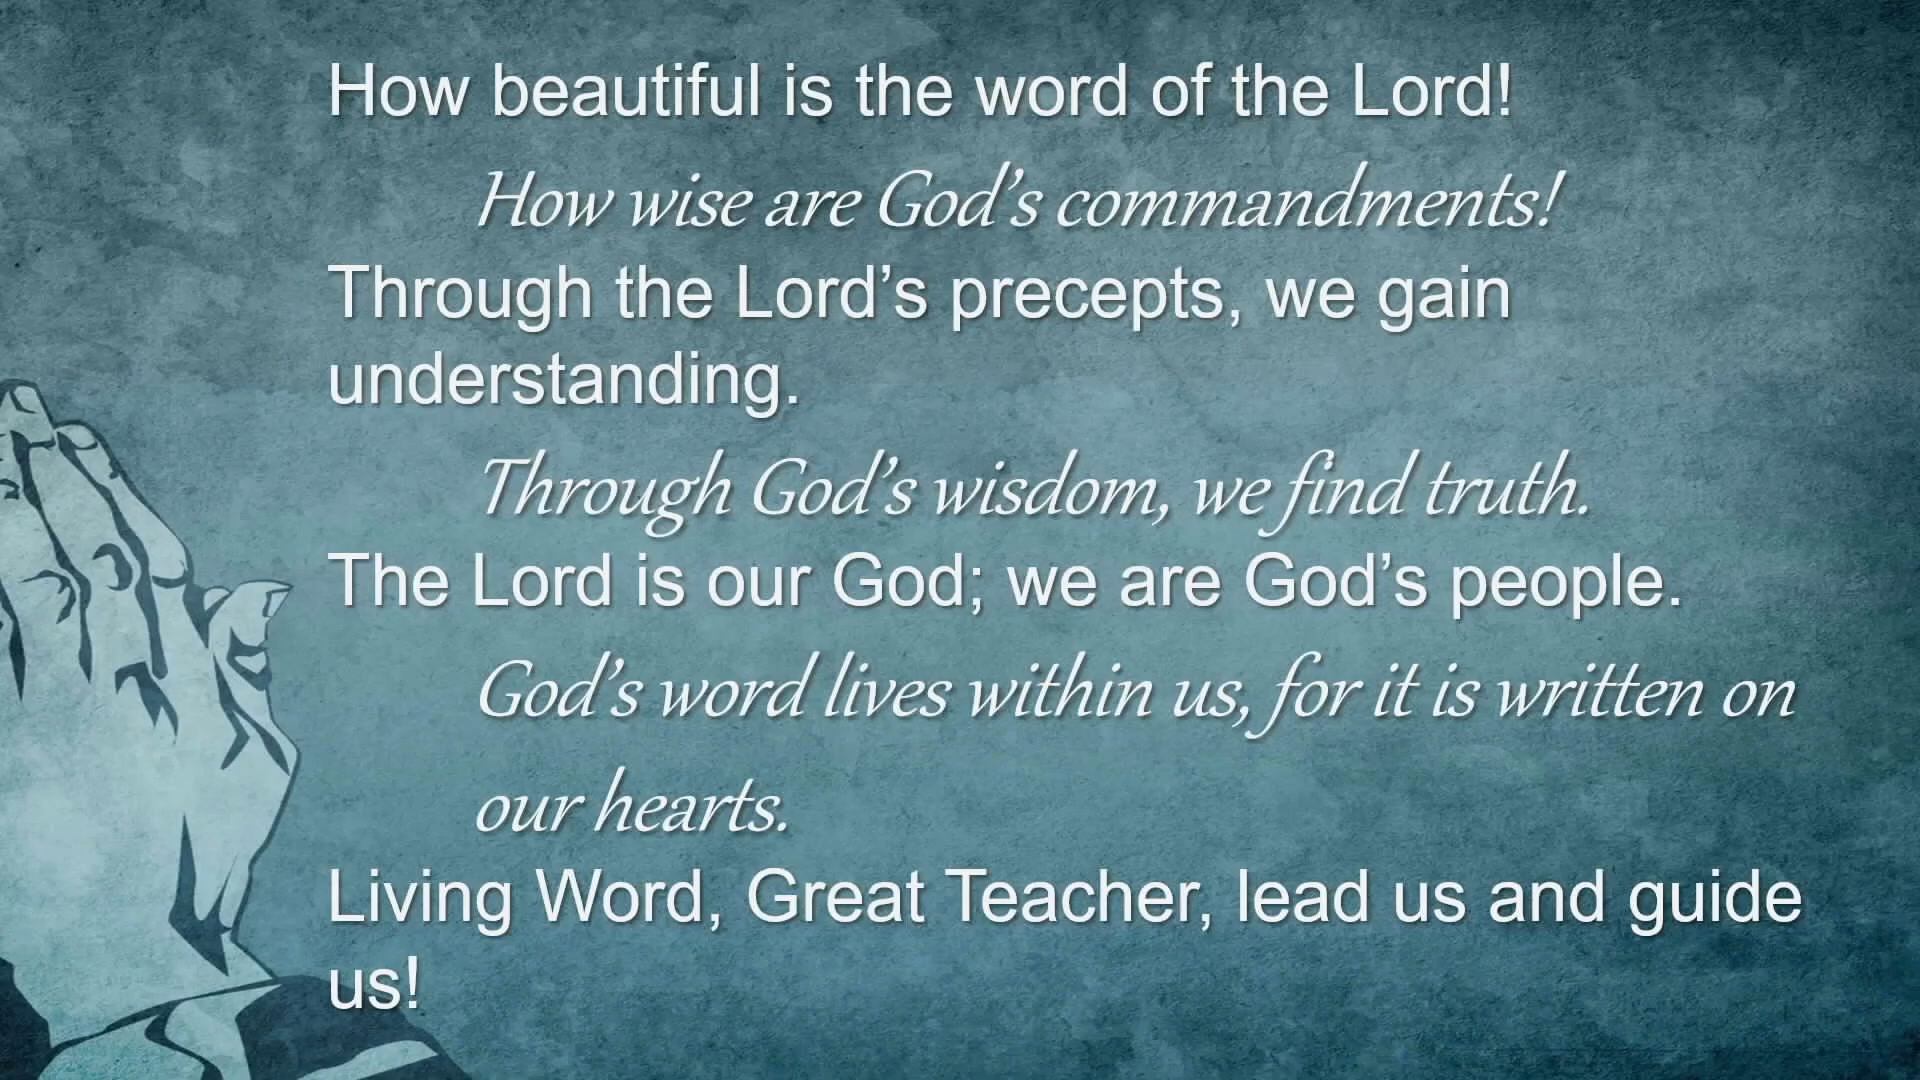 How beautiful is the word of the Lord!
How wise are God’s commandments!
Through the Lord’s precepts, we gain
understanding.
Through God’s wisdom, we find truth.
The Lord is our God; we are God’s people.
God’s word lives within us, for it is written on
our hearts.
Living Word, Great Teacher, lead us and guide
us!